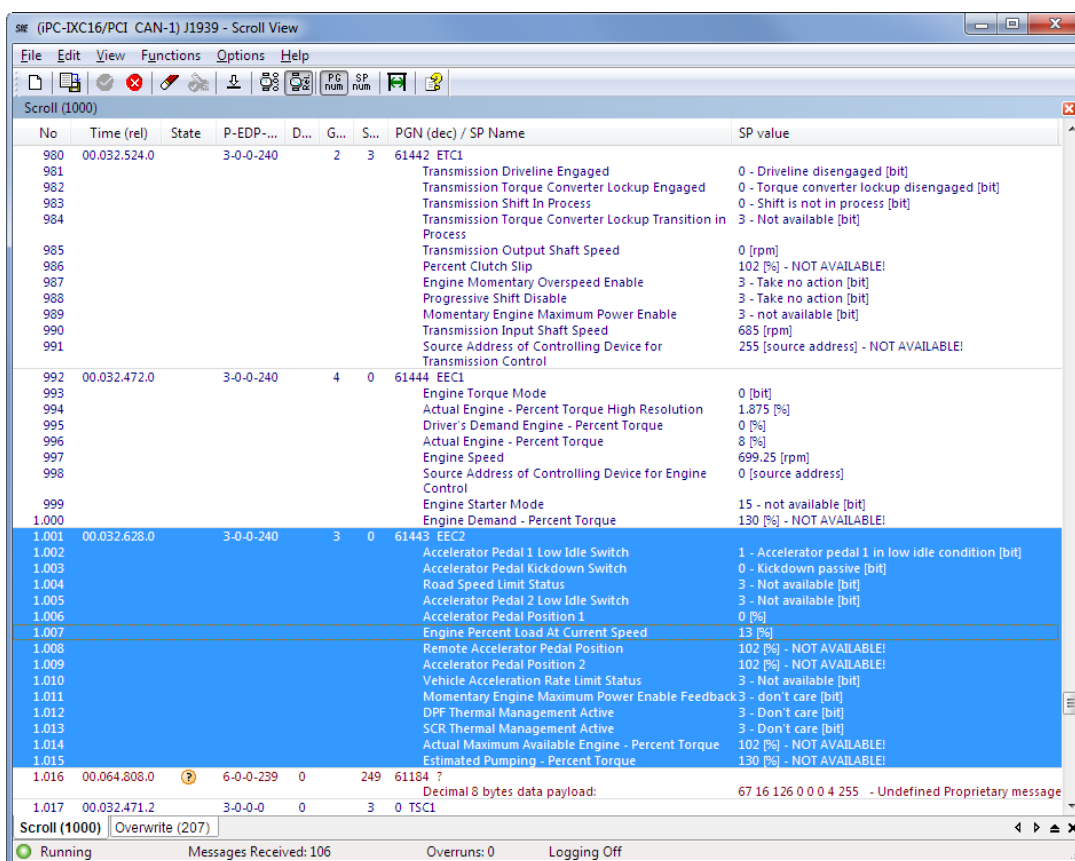 (iPC-IXC16/PCI CAN-1) J1939 - Scroll View
File Edit View Functions Options Help
PG num SP num
Scroll (1000)
No Time (rel) State P-EDP-... D... G... S... PGN (dec) / SP Name SP value
980 00.032.524.0 3-0-0-240 2 3 61442 ETC1
981 Transmission Driveline Engaged 0 - Driveline disengaged [bit]
982 Transmission Torque Converter Lockup Engaged 0 - Torque converter lockup disengaged [bit]
983 Transmission Shift In Process 0 - Shift is not in process [bit]
984 Transmission Torque Converter Lockup Transition in 3 - Not available [bit]
Process
985 Transmission Output Shaft Speed 0 [rpm]
986 Percent Clutch Slip 102 [%] - NOT AVAILABLE!
987 Engine Momentary Overspeed Enable 3 - Take no action [bit]
988 Progressive Shift Disable 3 - Take no action [bit]
989 Momentary Engine Maximum Power Enable 3 - not available [bit]
990 Transmission Input Shaft Speed 685 [rpm]
991 Source Address of Controlling Device for 255 [source address] - NOT AVAILABLE!
Transmission Control
992 00.032.472.0 3-0-0-240 4 0 61444 EEC1
993 Engine Torque Mode 0 [bit]
994 Actual Engine - Percent Torque High Resolution 1.875 [%]
995 Driver's Demand Engine - Percent Torque 0 [%]
996 Actual Engine - Percent Torque 8 [%]
997 Engine Speed 699.25 [rpm]
998 Source Address of Controlling Device for Engine 0 [source address]
Control
999 Engine Starter Mode 15 - not available [bit]
1.000 Engine Demand - Percent Torque 130 [%] - NOT AVAILABLE!
1.001 00.032.628.0 3-0-0-240 3 0 61443 EEC2
1.002 Accelerator Pedal 1 Low Idle Switch 1 - Accelerator pedal 1 in low idle condition [bit]
1.003 Accelerator Pedal Kickdown Switch 0 - Kickdown passive [bit]
1.004 Road Speed Limit Status 3 - Not available [bit]
1.005 Accelerator Pedal 2 Low Idle Switch 3 - Not available [bit]
1.006 Accelerator Pedal Position 1 0 [%]
1.007 Engine Percent Load At Current Speed 13 [%]
1.008 Remote Accelerator Pedal Position 102 [%] - NOT AVAILABLE!
1.009 Accelerator Pedal Position 2 102 [%] - NOT AVAILABLE!
1.010 Vehicle Acceleration Rate Limit Status 3 - Not available [bit]
1.011 Momentary Engine Maximum Power Enable Feedback 3 - don't care [bit]
1.012 DPF Thermal Management Active 3 - Don't care [bit]
1.013 SCR Thermal Management Active 3 - Don't care [bit]
1.014 Actual Maximum Available Engine - Percent Torque 102 [%] - NOT AVAILABLE!
1.015 Estimated Pumping - Percent Torque 130 [%] - NOT AVAILABLE!
1.016 00.064.808.0 ? 6-0-0-239 0 249 61184 ?
Decimal 8 bytes data payload: 67 16 126 0 0 0 4 255 - Undefined Proprietary message
1.017 00.032.471.2 3-0-0-0 0 3 0 TSC1
Scroll (1000) Overwrite (207)
Running Messages Received: 106 Overruns: 0 Logging Off